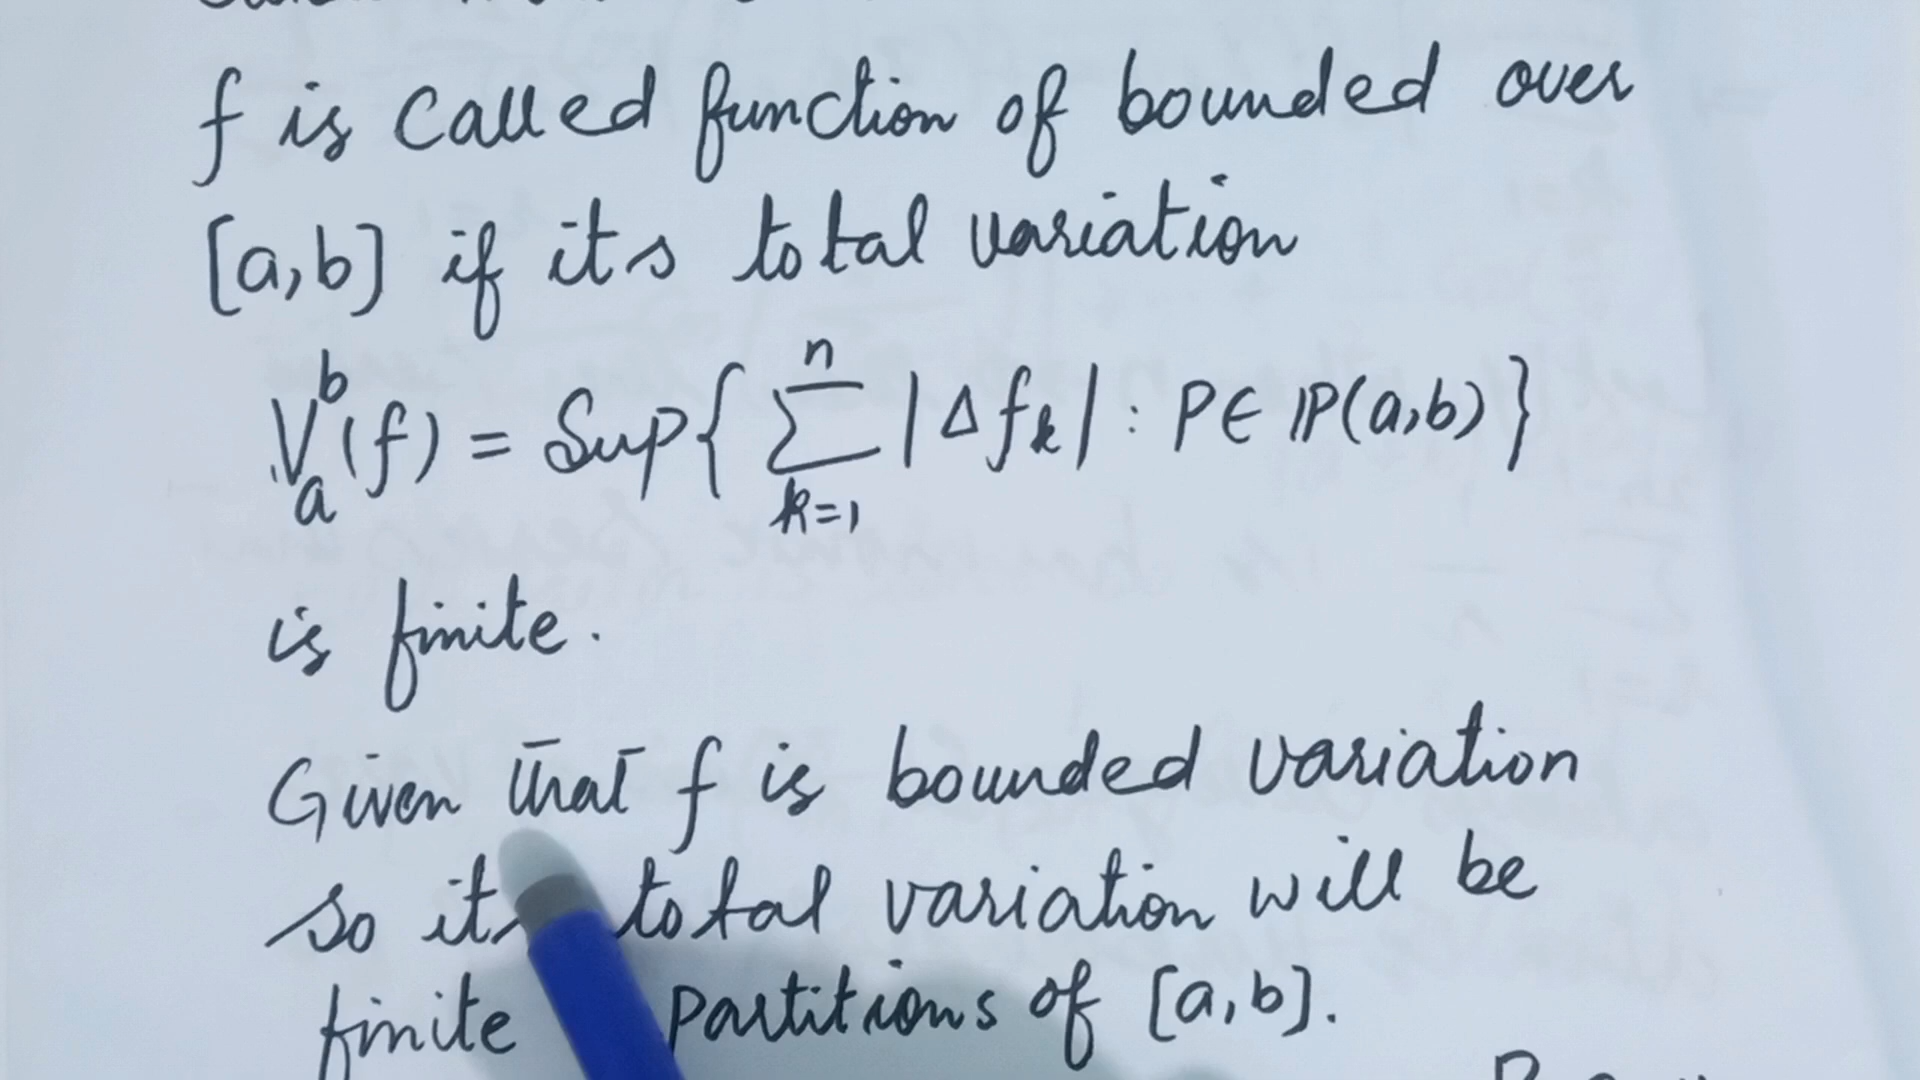 f is called function of bounded over
[a,b] if its total variation
V_a^b(f) = Sup{ ∑_{k=1}^{n} |Δf_k| : P ∈ ℙ(a,b)}
is finite.
Given that f is bounded variation
so its total variation will be
finite partitions of [a,b].